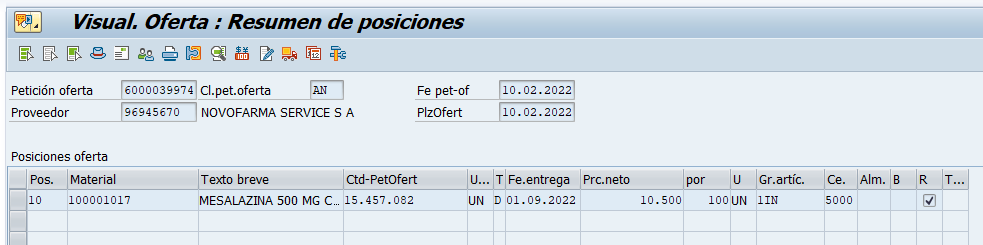 Visual. Oferta : Resumen de posiciones
Petición oferta 6000039974 Cl.pet.oferta AN Fe pet-of 10.02.2022
Proveedor 96945670 NOVOFARMA SERVICE S A PlzOfert 10.02.2022
Posiciones oferta
Pos. Material Texto breve Ctd-PetOfert U... T Fe.entrega Prc.neto por U Gr.artíc. Ce. Alm. B R T...
10 100001017 MESALAZINA 500 MG C... 15.457.082 UN D 01.09.2022 10.500 100 UN 1IN 5000